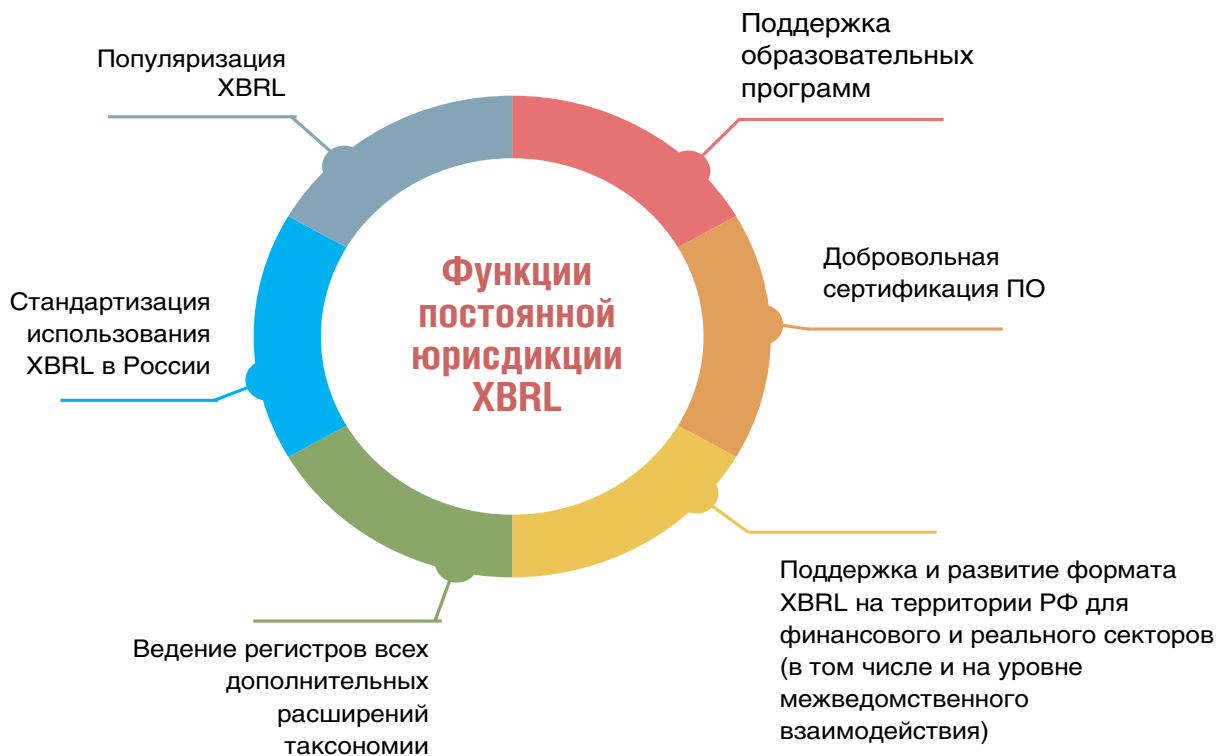 Популяризация
XBRL
Поддержка
образовательных
программ
Функции
постоянной
юрисдикции
XBRL
Добровольная
сертификация ПО
Стандартизация
использования
XBRL в России
Поддержка и развитие формата
XBRL на территории РФ для
финансового и реального секторов
(в том числе и на уровне
межведомственного
взаимодействия)
Ведение регистров всех
дополнительных
расширений
таксономии